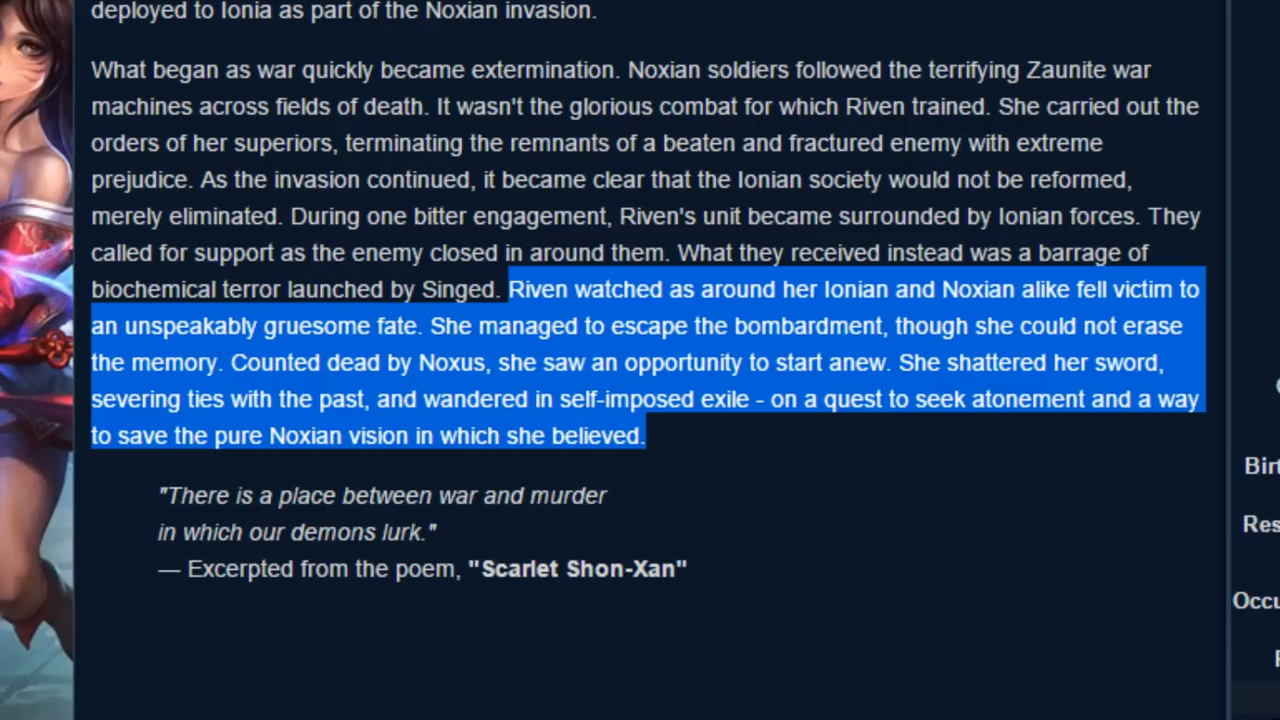 deployed to Ionia as part of the Noxian invasion.
What began as war quickly became extermination. Noxian soldiers followed the terrifying Zaunite war
machines across fields of death. It wasn't the glorious combat for which Riven trained. She carried out the
orders of her superiors, terminating the remnants of a beaten and fractured enemy with extreme
prejudice. As the invasion continued, it became clear that the Ionian society would not be reformed,
merely eliminated. During one bitter engagement, Riven's unit became surrounded by Ionian forces. They
called for support as the enemy closed in around them. What they received instead was a barrage of
biochemical terror launched by Singed. Riven watched as around her Ionian and Noxian alike fell victim to
an unspeakably gruesome fate. She managed to escape the bombardment, though she could not erase
the memory. Counted dead by Noxus, she saw an opportunity to start anew. She shattered her sword,
severing ties with the past, and wandered in self-imposed exile - on a quest to seek atonement and a way
to save the pure Noxian vision in which she believed.
"There is a place between war and murder
in which our demons lurk."
— Excerpted from the poem, "Scarlet Shon-Xan"
Birt
Res
Occu